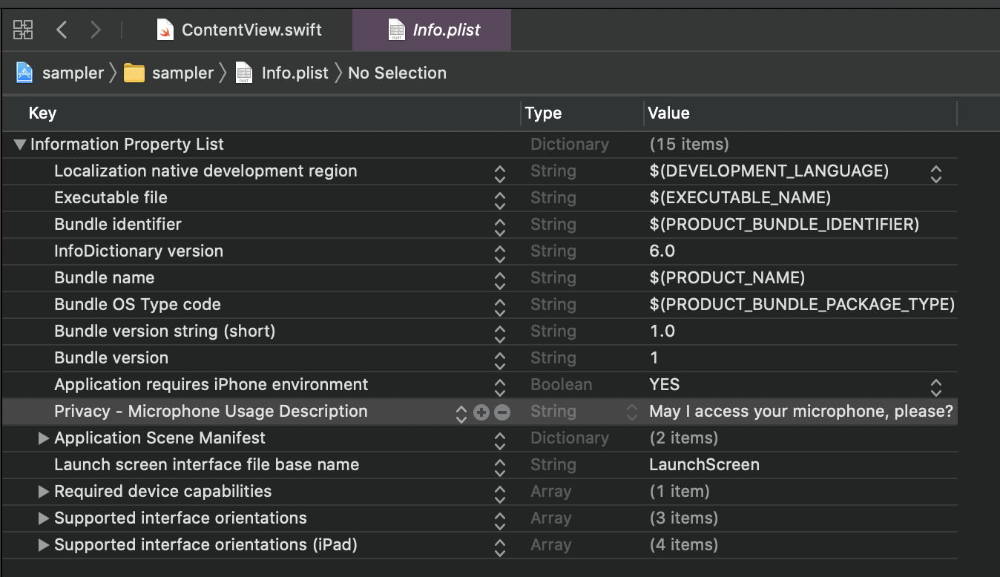 ContentView.swift Info.plist
sampler sampler Info.plist No Selection
Key Type Value
Information Property List Dictionary (15 items)
Localization native development region String $(DEVELOPMENT_LANGUAGE)
Executable file String $(EXECUTABLE_NAME)
Bundle identifier String $(PRODUCT_BUNDLE_IDENTIFIER)
InfoDictionary version String 6.0
Bundle name String $(PRODUCT_NAME)
Bundle OS Type code String $(PRODUCT_BUNDLE_PACKAGE_TYPE)
Bundle version string (short) String 1.0
Bundle version String 1
Application requires iPhone environment Boolean YES
Privacy - Microphone Usage Description String May I access your microphone, please?
Application Scene Manifest Dictionary (2 items)
Launch screen interface file base name String LaunchScreen
Required device capabilities Array (1 item)
Supported interface orientations Array (3 items)
Supported interface orientations (iPad) Array (4 items)